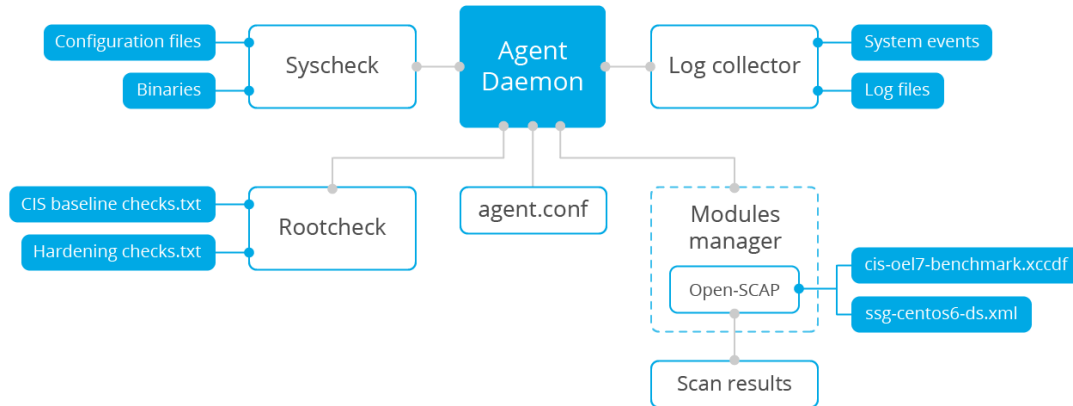 Configuration files
Binaries
Syscheck
Agent
Daemon
Log collector
System events
Log files
CIS baseline checks.txt
Hardening checks.txt
Rootcheck
agent.conf
Modules
manager
Open-SCAP
cis-oel7-benchmark.xccdf
ssg-centos6-ds.xml
Scan results